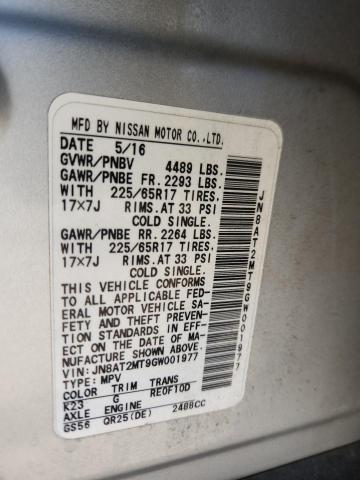 MFD BY NISSAN MOTOR CO.,LTD.
DATE 5/16
GVWR/PNBV 4489 LBS.
GAWR/PNBE FR. 2293 LBS.
WITH 225/65R17 TIRES,
17×7J RIMS.AT 33 PSI
COLD SINGLE.
GAWR/PNBE RR. 2264 LBS.
WITH 225/65R17 TIRES,
17×7J RIMS.AT 33 PSI
COLD SINGLE.
THIS VEHICLE CONFORMS
TO ALL APPLICABLE FED-
ERAL MOTOR VEHICLE SA-
FETY AND THEFT PREVEN-
TION STANDARDS IN EFF-
ECT ON THE DATE OF MA-
NUFACTURE SHOWN ABOVE.
VIN: JN8AT2MT9GW001977
TYPE: MPV
COLOR TRIM TRANS
K23 G RE0F10D
AXLE ENGINE
GS56 QR25(DE) 2488CC
JN8AT2MT9GW001977